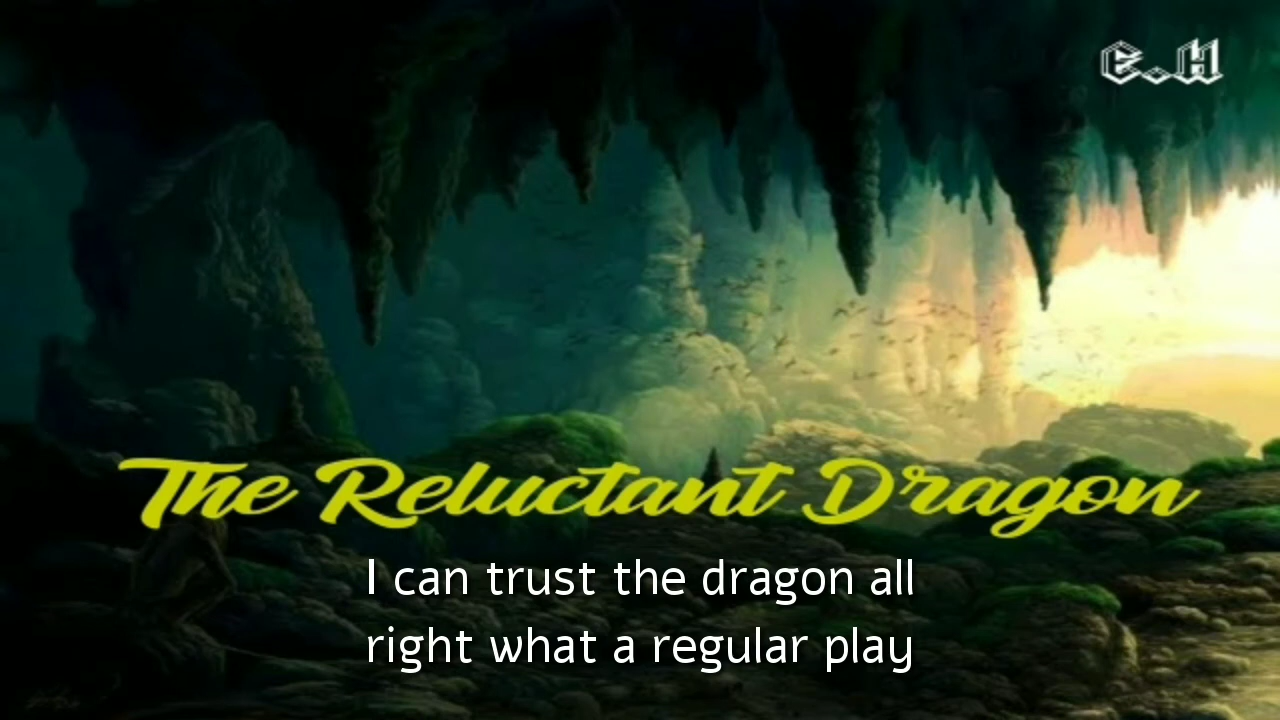 E.H
The Reluctant Dragon
I can trust the dragon all
right what a regular play